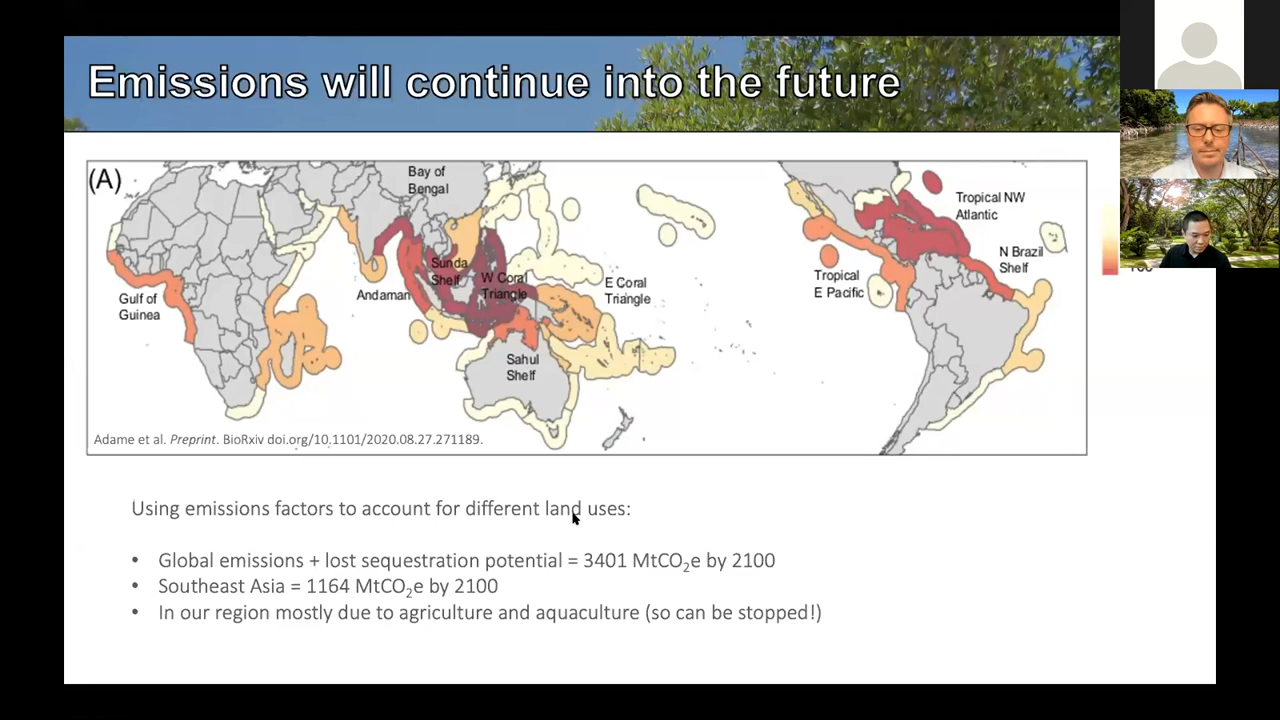 Emissions will continue into the future
(A)
Bay of
Bengal
Tropical NW
Atlantic
N Brazil
Shelf
Sunda
Shelf
W Coral
Triangle
E Coral
Triangle
Tropical
E Pacific
Andaman
Gulf of
Guinea
Sahul
Shelf
Adame et al. Preprint. BioRxiv doi.org/10.1101/2020.08.27.271189.
Using emissions factors to account for different land uses:
• Global emissions + lost sequestration potential = 3401 MtCO₂e by 2100
• Southeast Asia = 1164 MtCO₂e by 2100
• In our region mostly due to agriculture and aquaculture (so can be stopped!)